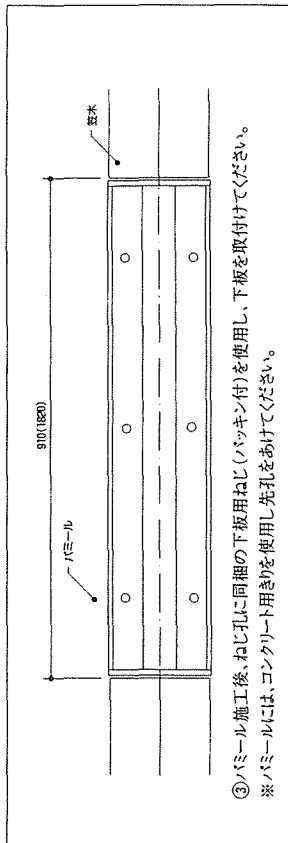 910(1820)
パミール
笠木
③パミール施工後、ねじ孔に同梱の下板用ねじ(パッキン付)を使用し、下板を取付けてください。
※パミールには、コンクリート用きりを使用し先孔をあけてください。